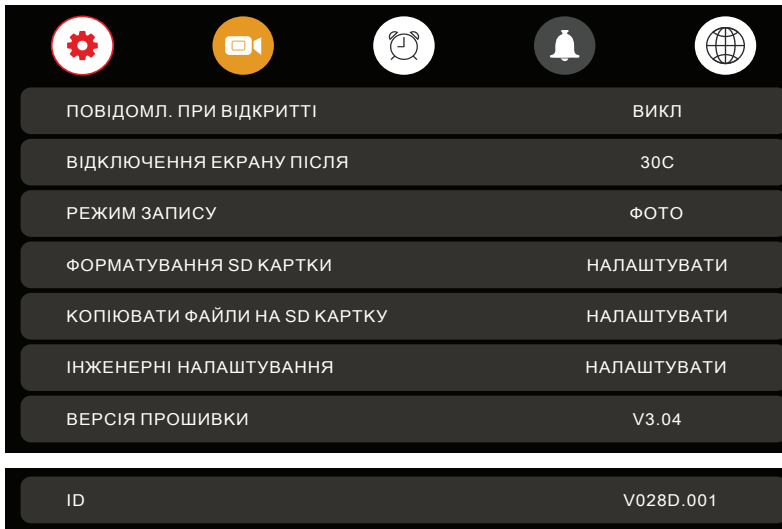 ПОВІДОМЛ. ПРИ ВІДКРИТТІ ВИКЛ
ВІДКЛЮЧЕННЯ ЕКРАНУ ПІСЛЯ 30С
РЕЖИМ ЗАПИСУ ФОТО
ФОРМАТУВАННЯ SD КАРТКИ НАЛАШТУВАТИ
КОПІЮВАТИ ФАЙЛИ НА SD КАРТКУ НАЛАШТУВАТИ
ІНЖЕНЕРНІ НАЛАШТУВАННЯ НАЛАШТУВАТИ
ВЕРСІЯ ПРОШИВКИ V3.04
ID V028D.001